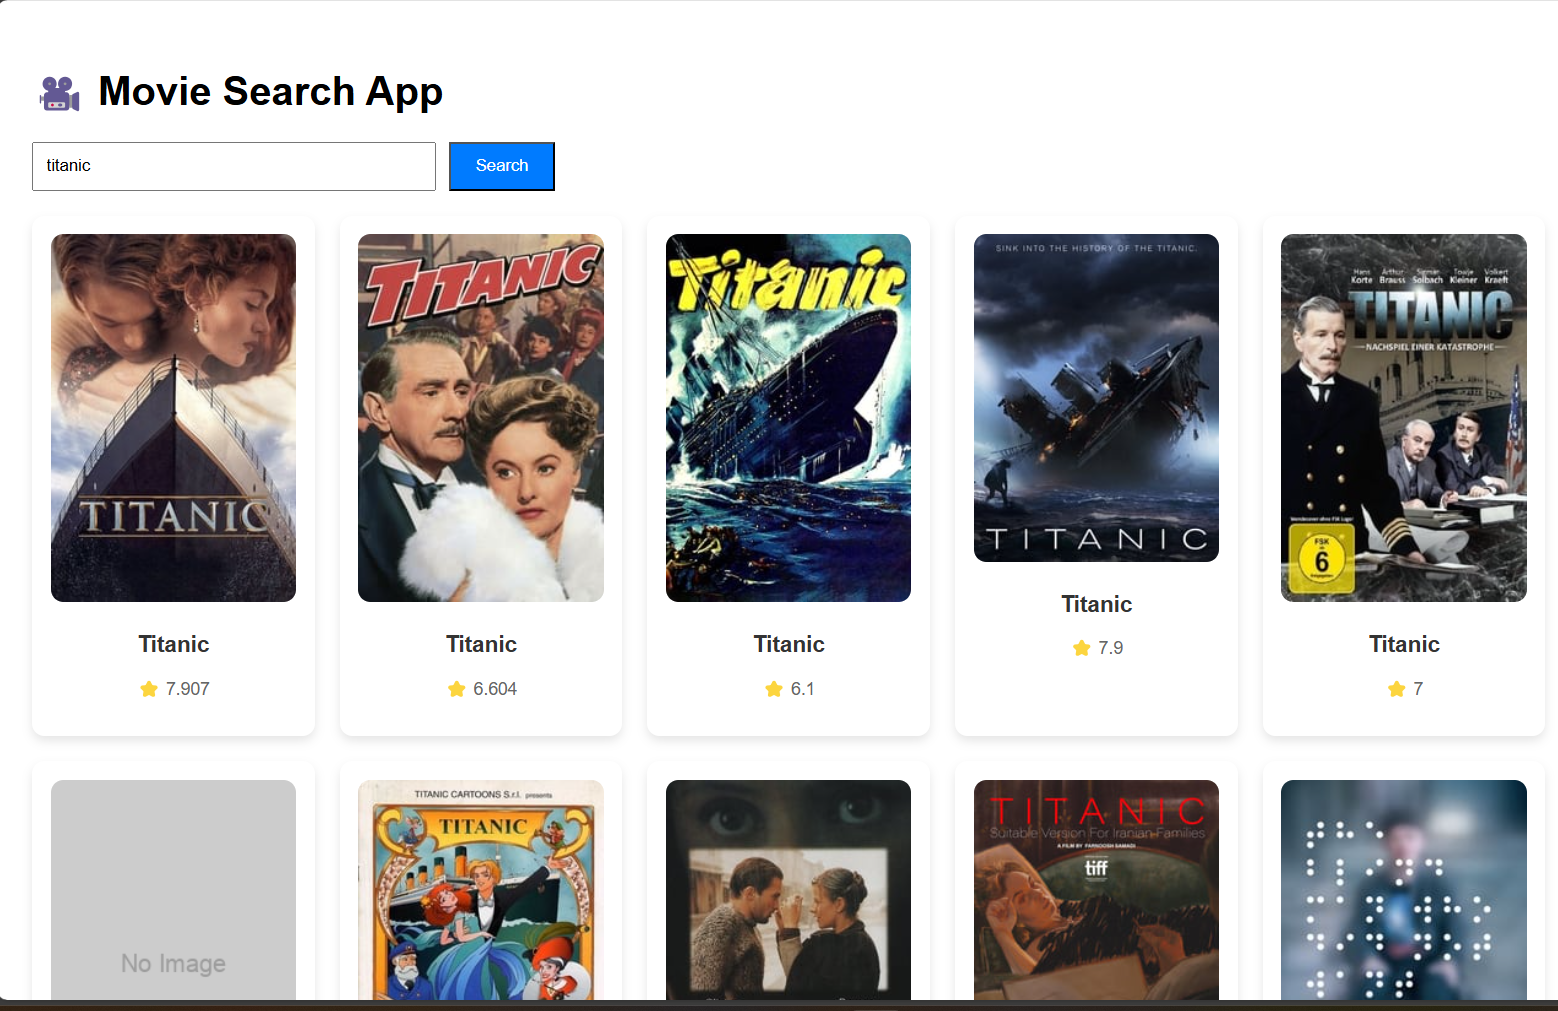 Movie Search App
titanic
Search
TITANIC
Titanic
7.907
TITANIC
Titanic
6.604
Titanic
Titanic
6.1
SINK INTO THE HISTORY OF THE TITANIC.
TITANIC
Titanic
7.9
Hans Arthur Sigmar Toatje Volkert
Korte Brauss Solbach Kleiner Kraeft
TITANIC
NACHSPIEL EINER KATASTROPHE
FSK
6
Titanic
7
No Image
TITANIC CARTOONS S.r.l. presents
TITANIC
TITANIC
Suitable Version For Iranian Families
A FILM BY FARNOOSH SAMADI
tiff